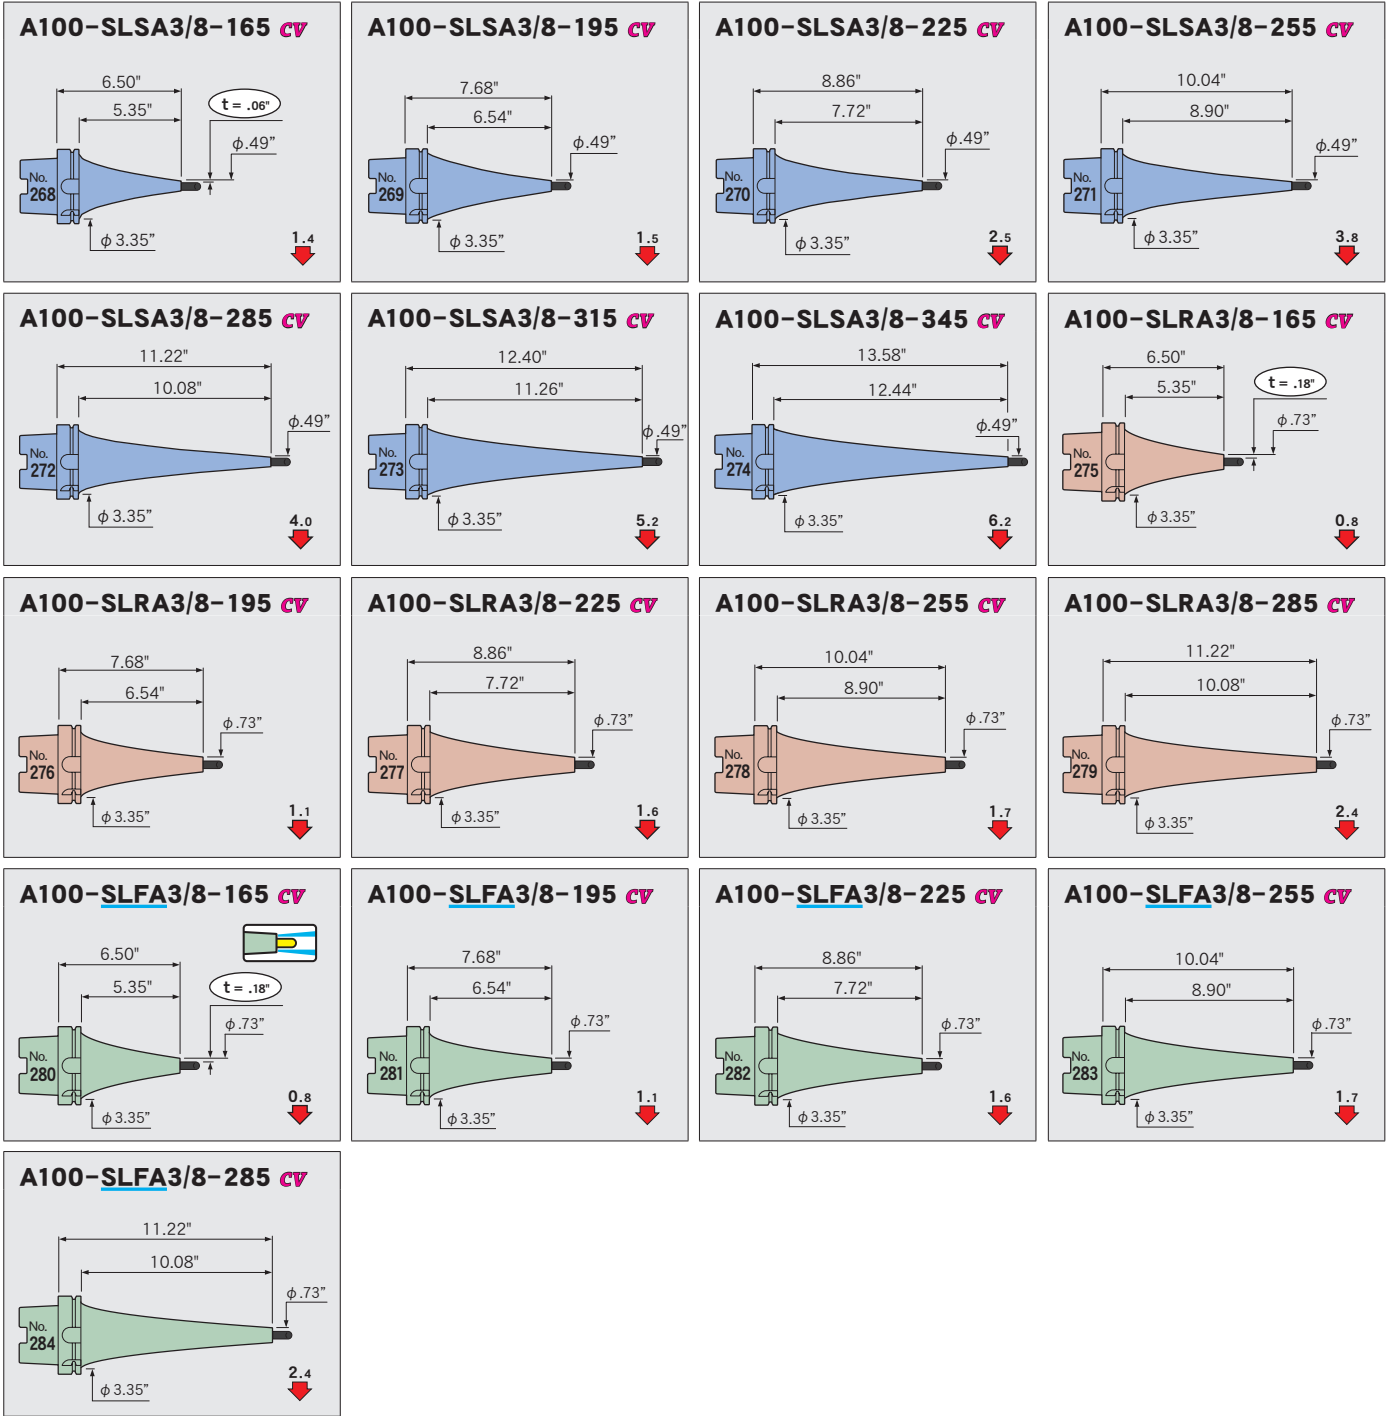 A100-SLSA3/8-165 CV
6.50"
5.35"
t = .06"
φ.49”
No.
268
φ3.35”
1.4
A100-SLSA3/8-195 CV
7.68"
6.54"
φ.49”
No.
269
φ3.35”
1.5
A100-SLSA3/8-225 CV
8.86"
7.72"
φ.49”
No.
270
φ3.35”
2.5
A100-SLSA3/8-255 CV
10.04"
8.90"
φ.49”
No.
271
φ3.35”
3.8
A100-SLSA3/8-285 CV
11.22"
10.08"
φ.49”
No.
272
φ3.35”
4.0
A100-SLSA3/8-315 CV
12.40"
11.26"
φ.49”
No.
273
φ3.35”
5.2
A100-SLSA3/8-345 CV
13.58"
12.44"
φ.49”
No.
274
φ3.35”
6.2
A100-SLRA3/8-165 CV
6.50"
5.35"
t = .18"
φ.73”
No.
275
φ3.35”
0.8
A100-SLRA3/8-195 CV
7.68"
6.54"
φ.73”
No.
276
φ3.35”
1.1
A100-SLRA3/8-225 CV
8.86"
7.72"
φ.73”
No.
277
φ3.35”
1.6
A100-SLRA3/8-255 CV
10.04"
8.90"
φ.73”
No.
278
φ3.35”
1.7
A100-SLRA3/8-285 CV
11.22"
10.08"
φ.73”
No.
279
φ3.35”
2.4
A100-SLFA3/8-165 CV
6.50"
5.35"
t = .18"
φ.73”
No.
280
φ3.35”
0.8
A100-SLFA3/8-195 CV
7.68"
6.54"
φ.73”
No.
281
φ3.35”
1.1
A100-SLFA3/8-225 CV
8.86"
7.72"
φ.73”
No.
282
φ3.35”
1.6
A100-SLFA3/8-255 CV
10.04"
8.90"
φ.73”
No.
283
φ3.35”
1.7
A100-SLFA3/8-285 CV
11.22"
10.08"
φ.73”
No.
284
φ3.35”
2.4